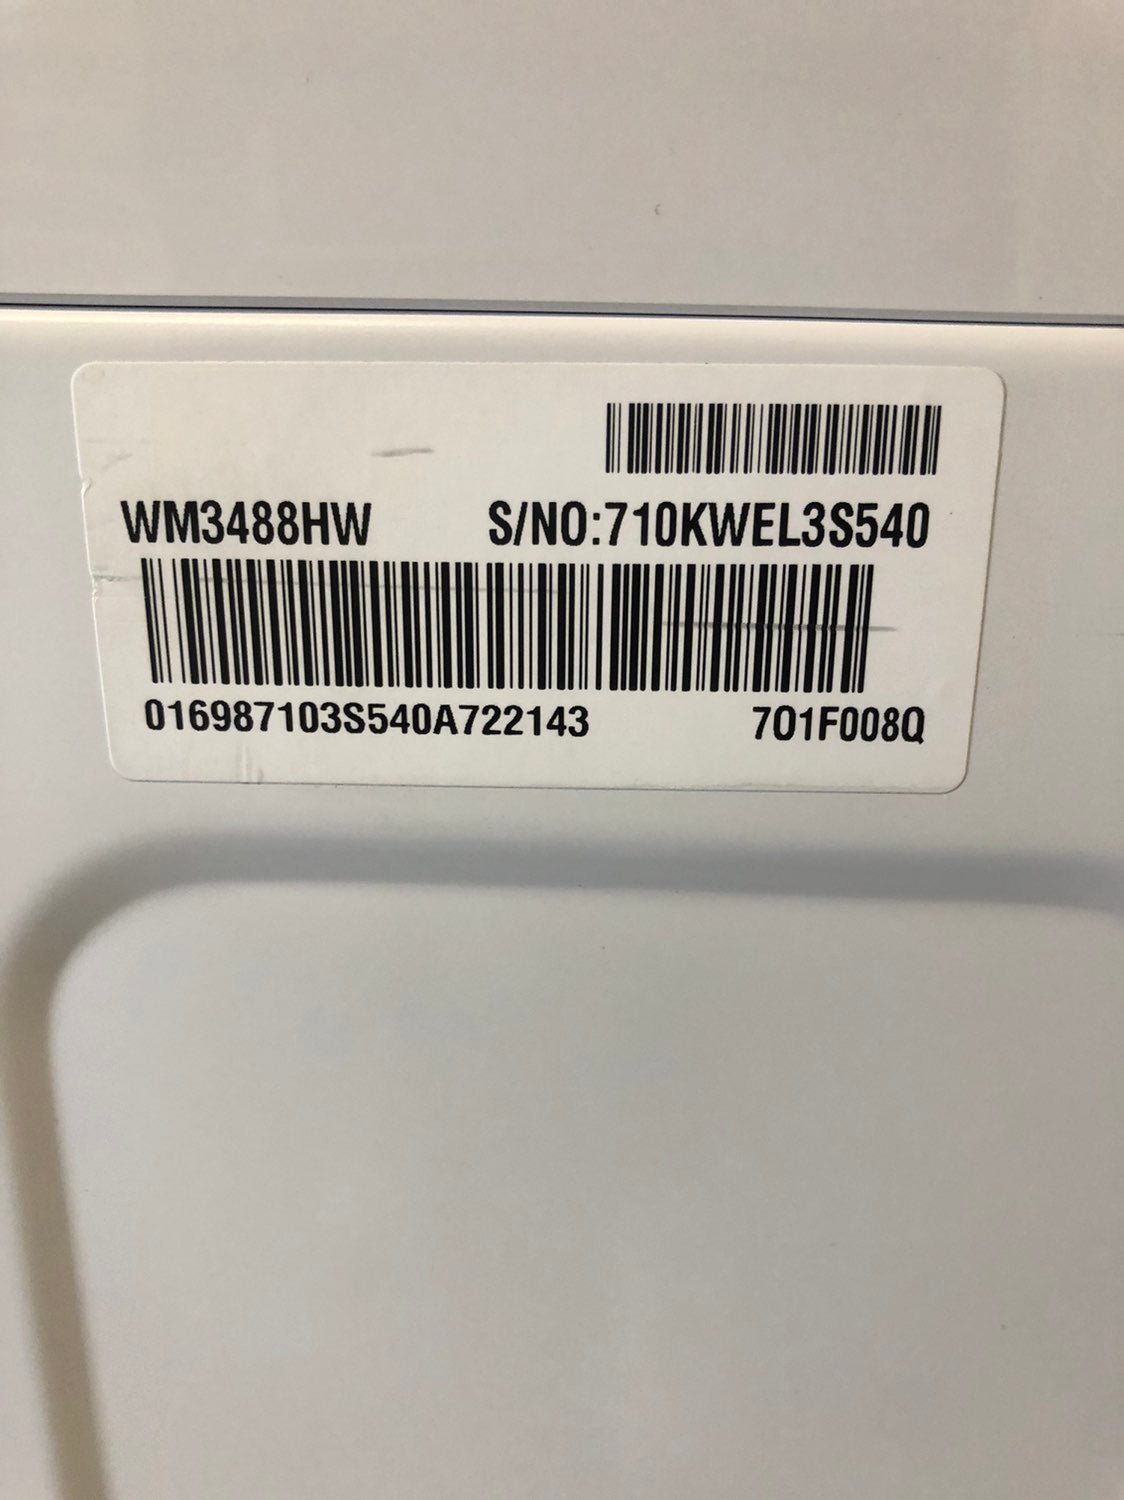 WM3488HW S/NO:710KWEL3S540
016987103S540A722143 701F008Q